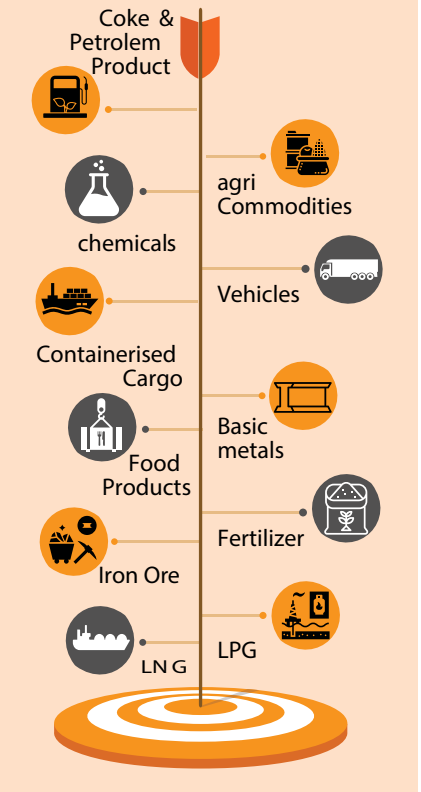 Coke &
Petrolem
Product
agri
Commodities
chemicals
Vehicles
Containerised
Cargo
Basic
metals
Food
Products
Fertilizer
Iron Ore
LPG
LN G